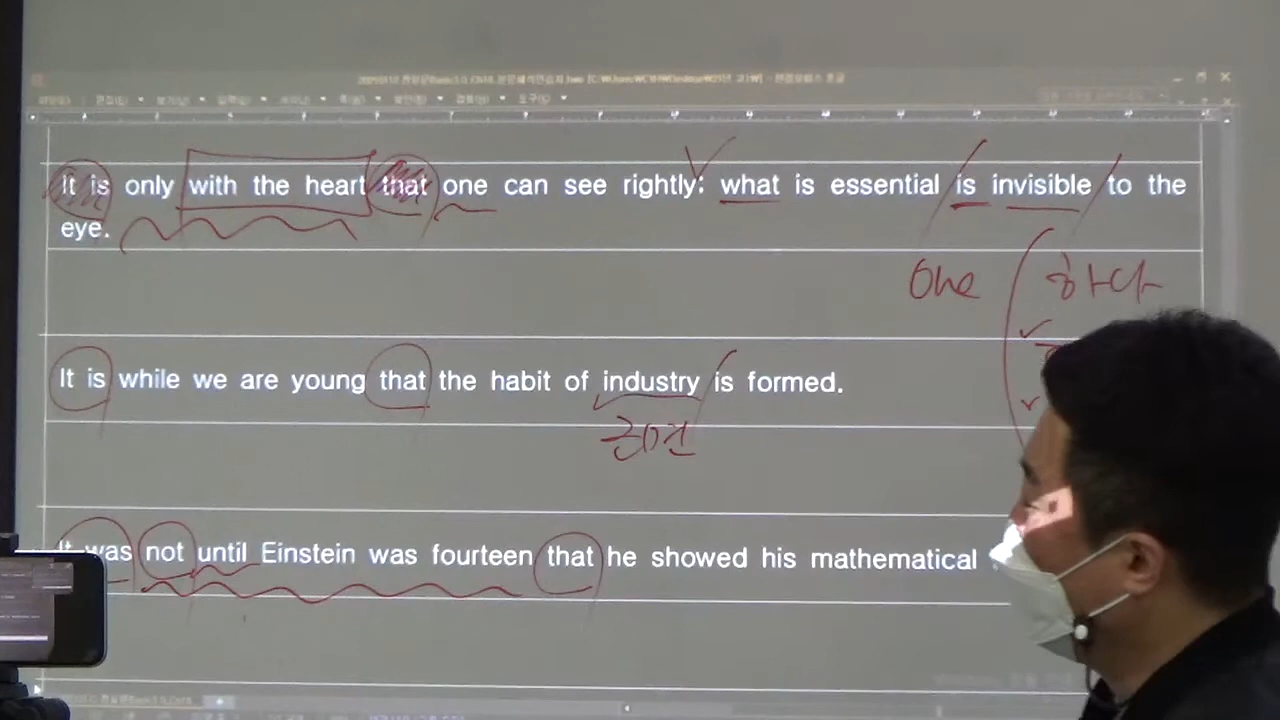 It is only with the heart that one can see rightly: what is essential is invisible to the
eye.
One 하다
It is while we are young that the habit of industry is formed.
근면
It was not until Einstein was fourteen that he showed his mathematical